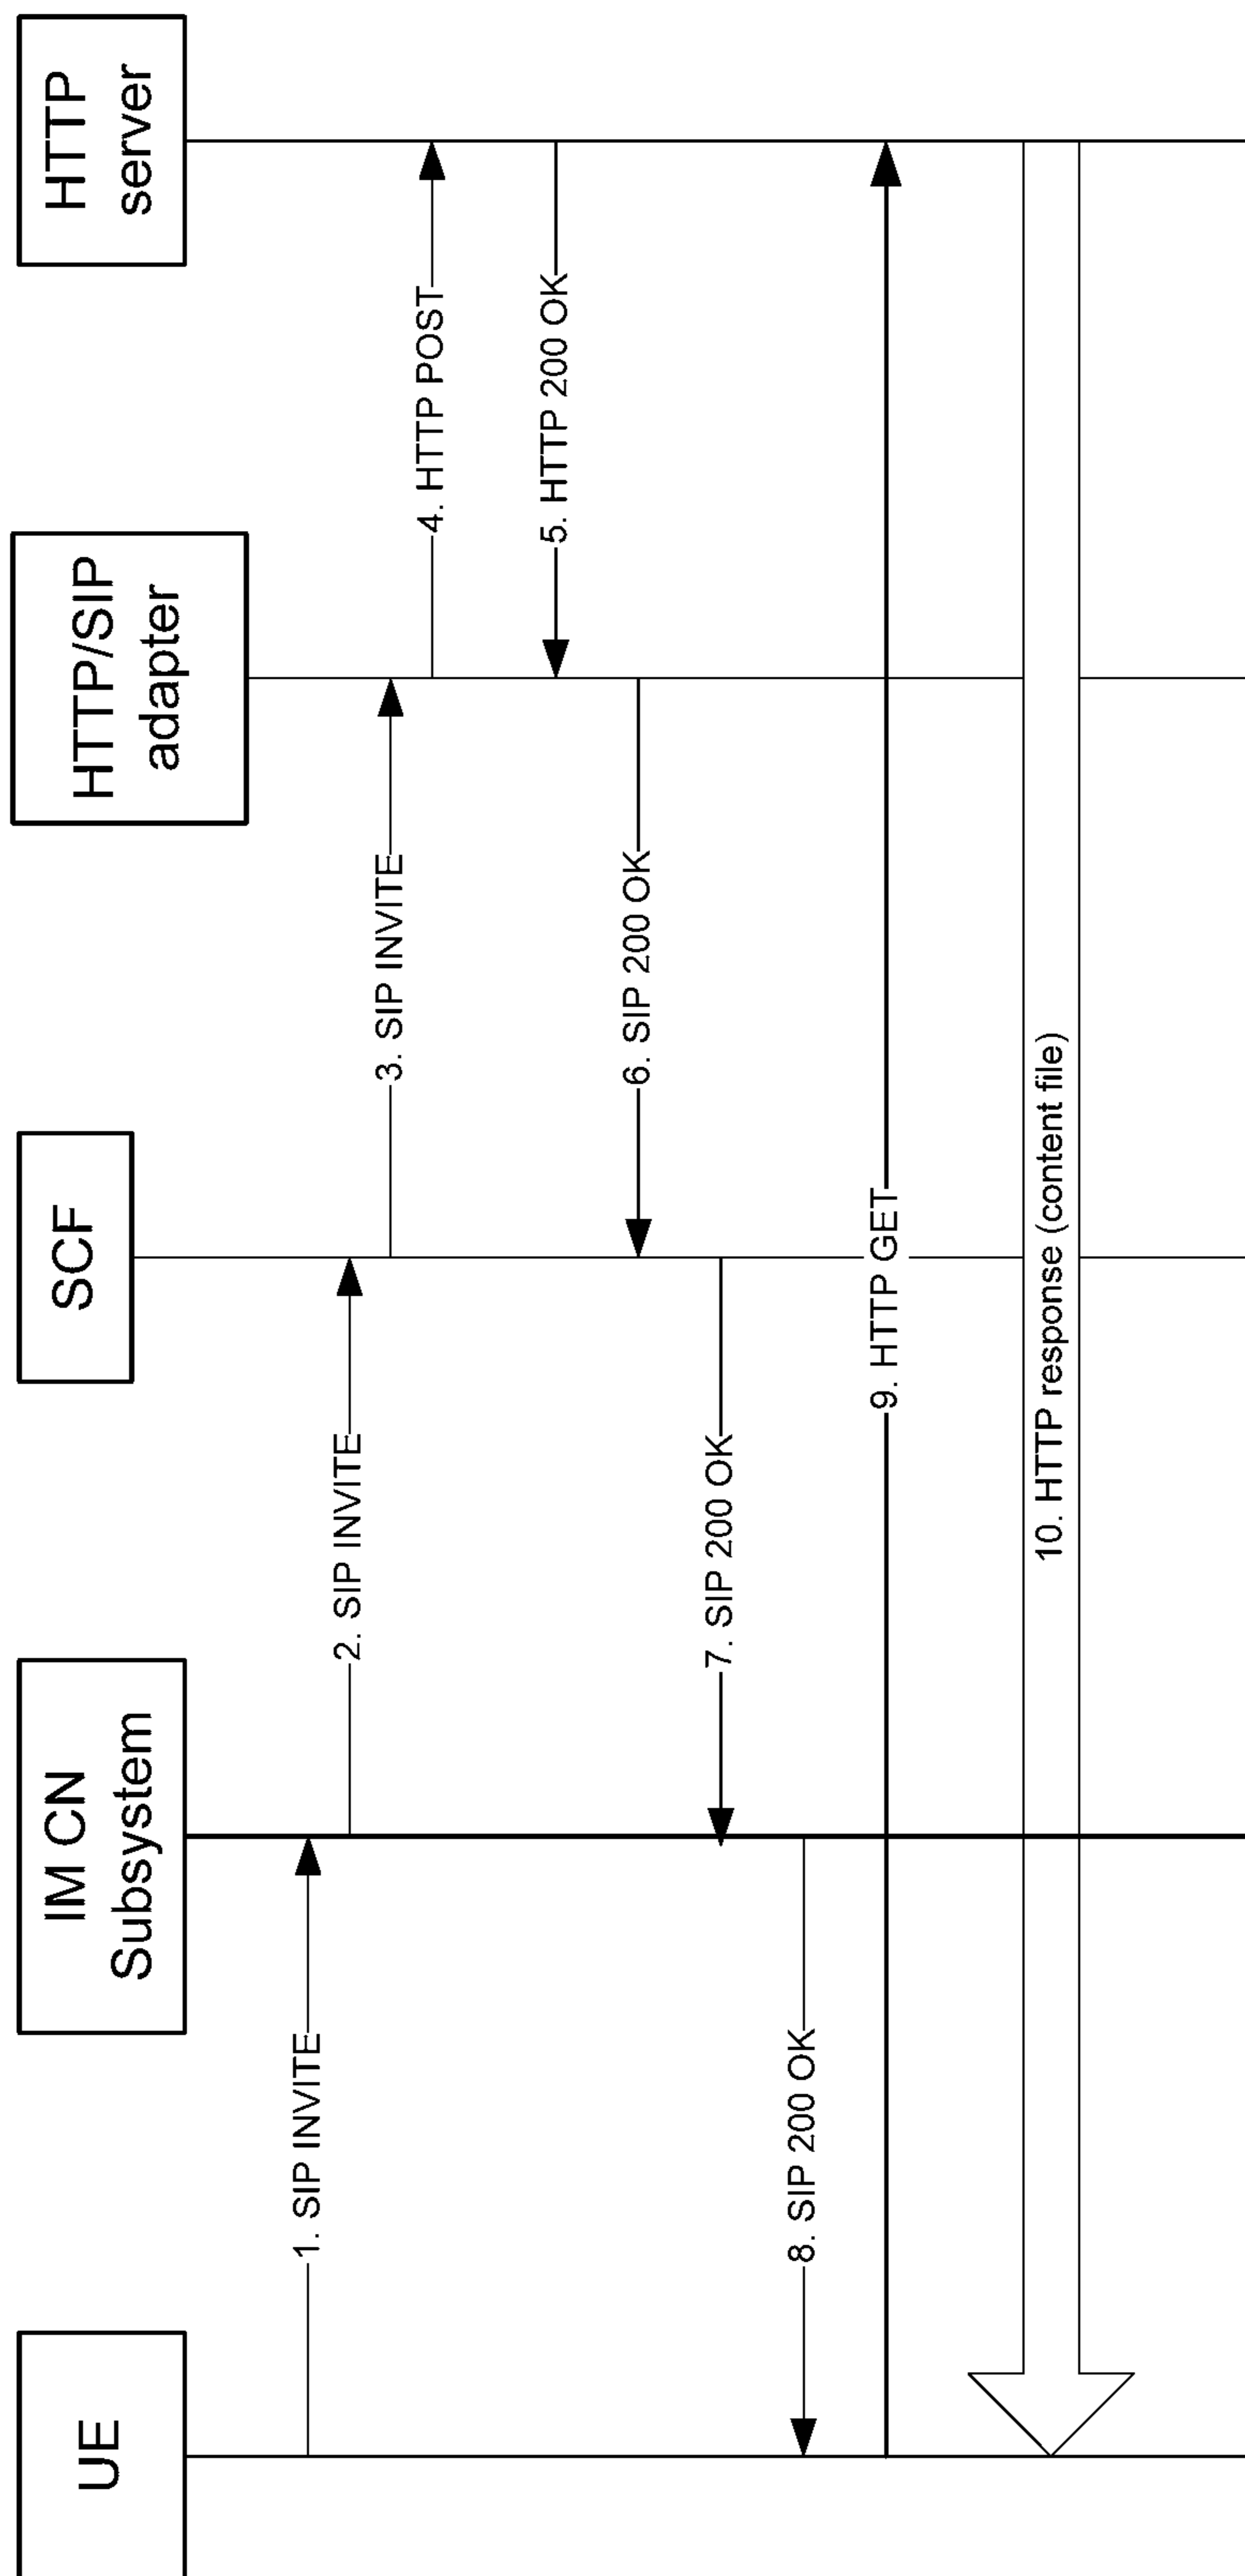 UE
IM CN
Subsystem
SCF
HTTP/SIP
adapter
HTTP
server
1. SIP INVITE
2. SIP INVITE
3. SIP INVITE
4. HTTP POST
5. HTTP 200 OK
6. SIP 200 OK
7. SIP 200 OK
8. SIP 200 OK
9. HTTP GET
10. HTTP response (content file)